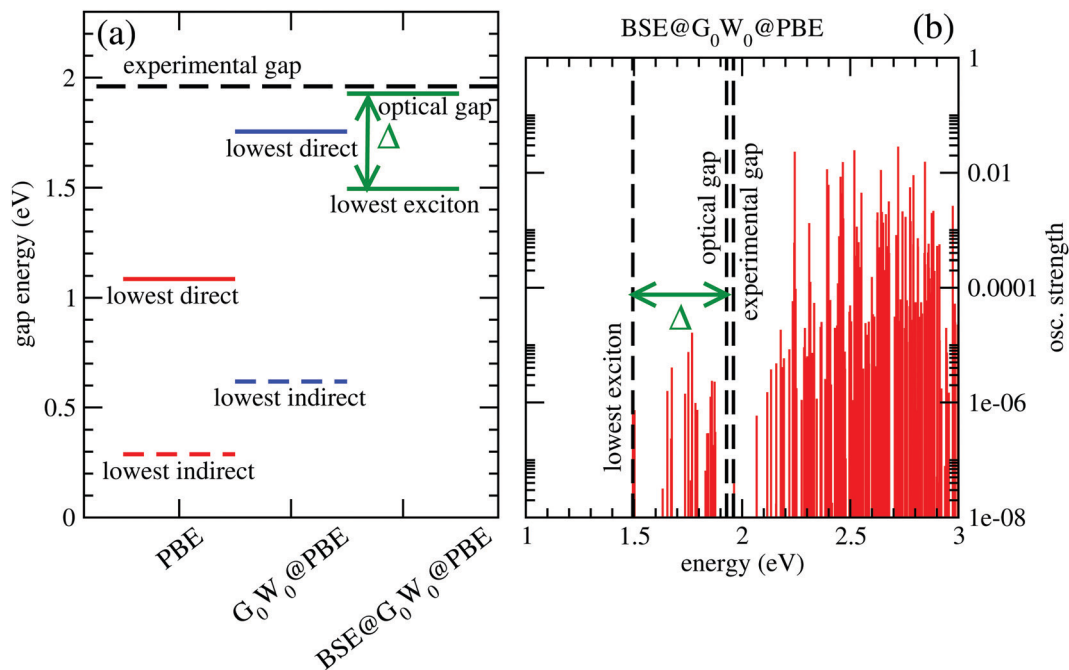 (a)
experimental gap
optical gap
lowest direct
Δ
lowest exciton
lowest direct
lowest indirect
lowest indirect
gap energy (eV)
2
1.5
1
0.5
0
PBE
G₀W₀@PBE
BSE@G₀W₀@PBE
BSE@G₀W₀@PBE
(b)
lowest exciton
Δ
optical gap
experimental gap
1
0.01
0.0001
1e-06
1e-08
osc. strength
1
1.5
2
2.5
3
energy (eV)